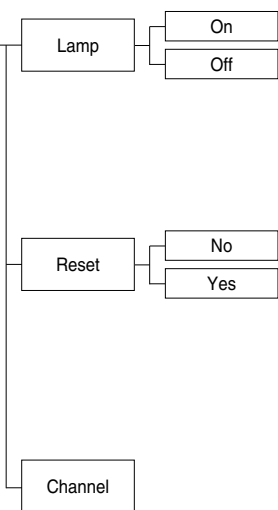 Lamp
On
Off
Reset
No
Yes
Channel